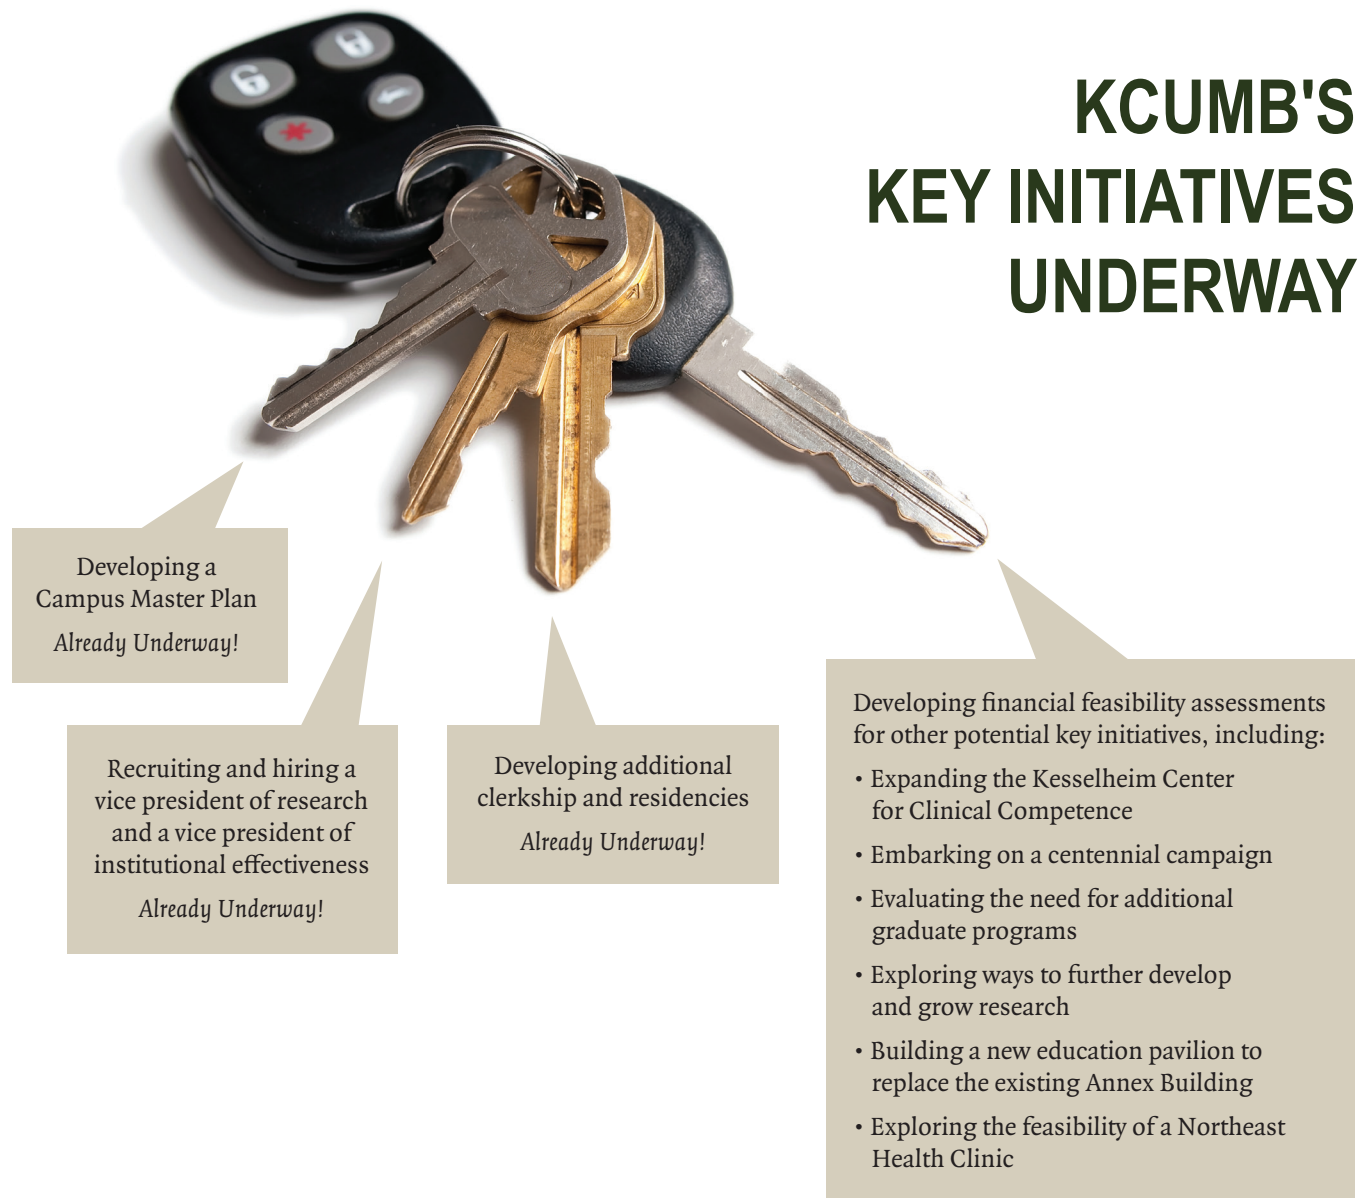 KCUMB'S
KEY INITIATIVES
UNDERWAY
Developing a
Campus Master Plan
Already Underway!
Recruiting and hiring a
vice president of research
and a vice president of
institutional effectiveness
Already Underway!
Developing additional
clerkship and residencies
Already Underway!
Developing financial feasibility assessments
for other potential key initiatives, including:
• Expanding the Kesselheim Center
for Clinical Competence
• Embarking on a centennial campaign
• Evaluating the need for additional
graduate programs
• Exploring ways to further develop
and grow research
• Building a new education pavilion to
replace the existing Annex Building
• Exploring the feasibility of a Northeast
Health Clinic